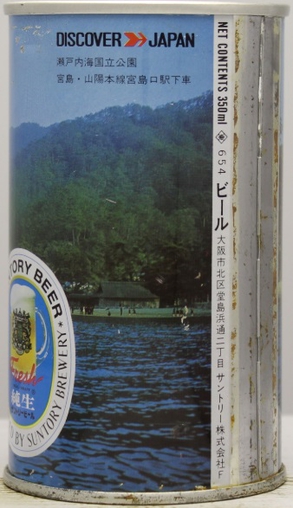 DISCOVER JAPAN
瀬戸内海国立公園
宮島・山陽本線宮島口駅下車
NET CONTENTS 350ml
654 ビール 大阪市北区堂島浜通二丁目 サントリー株式会社F
TORY BEER
純生
BY SUNTORY BREWERY